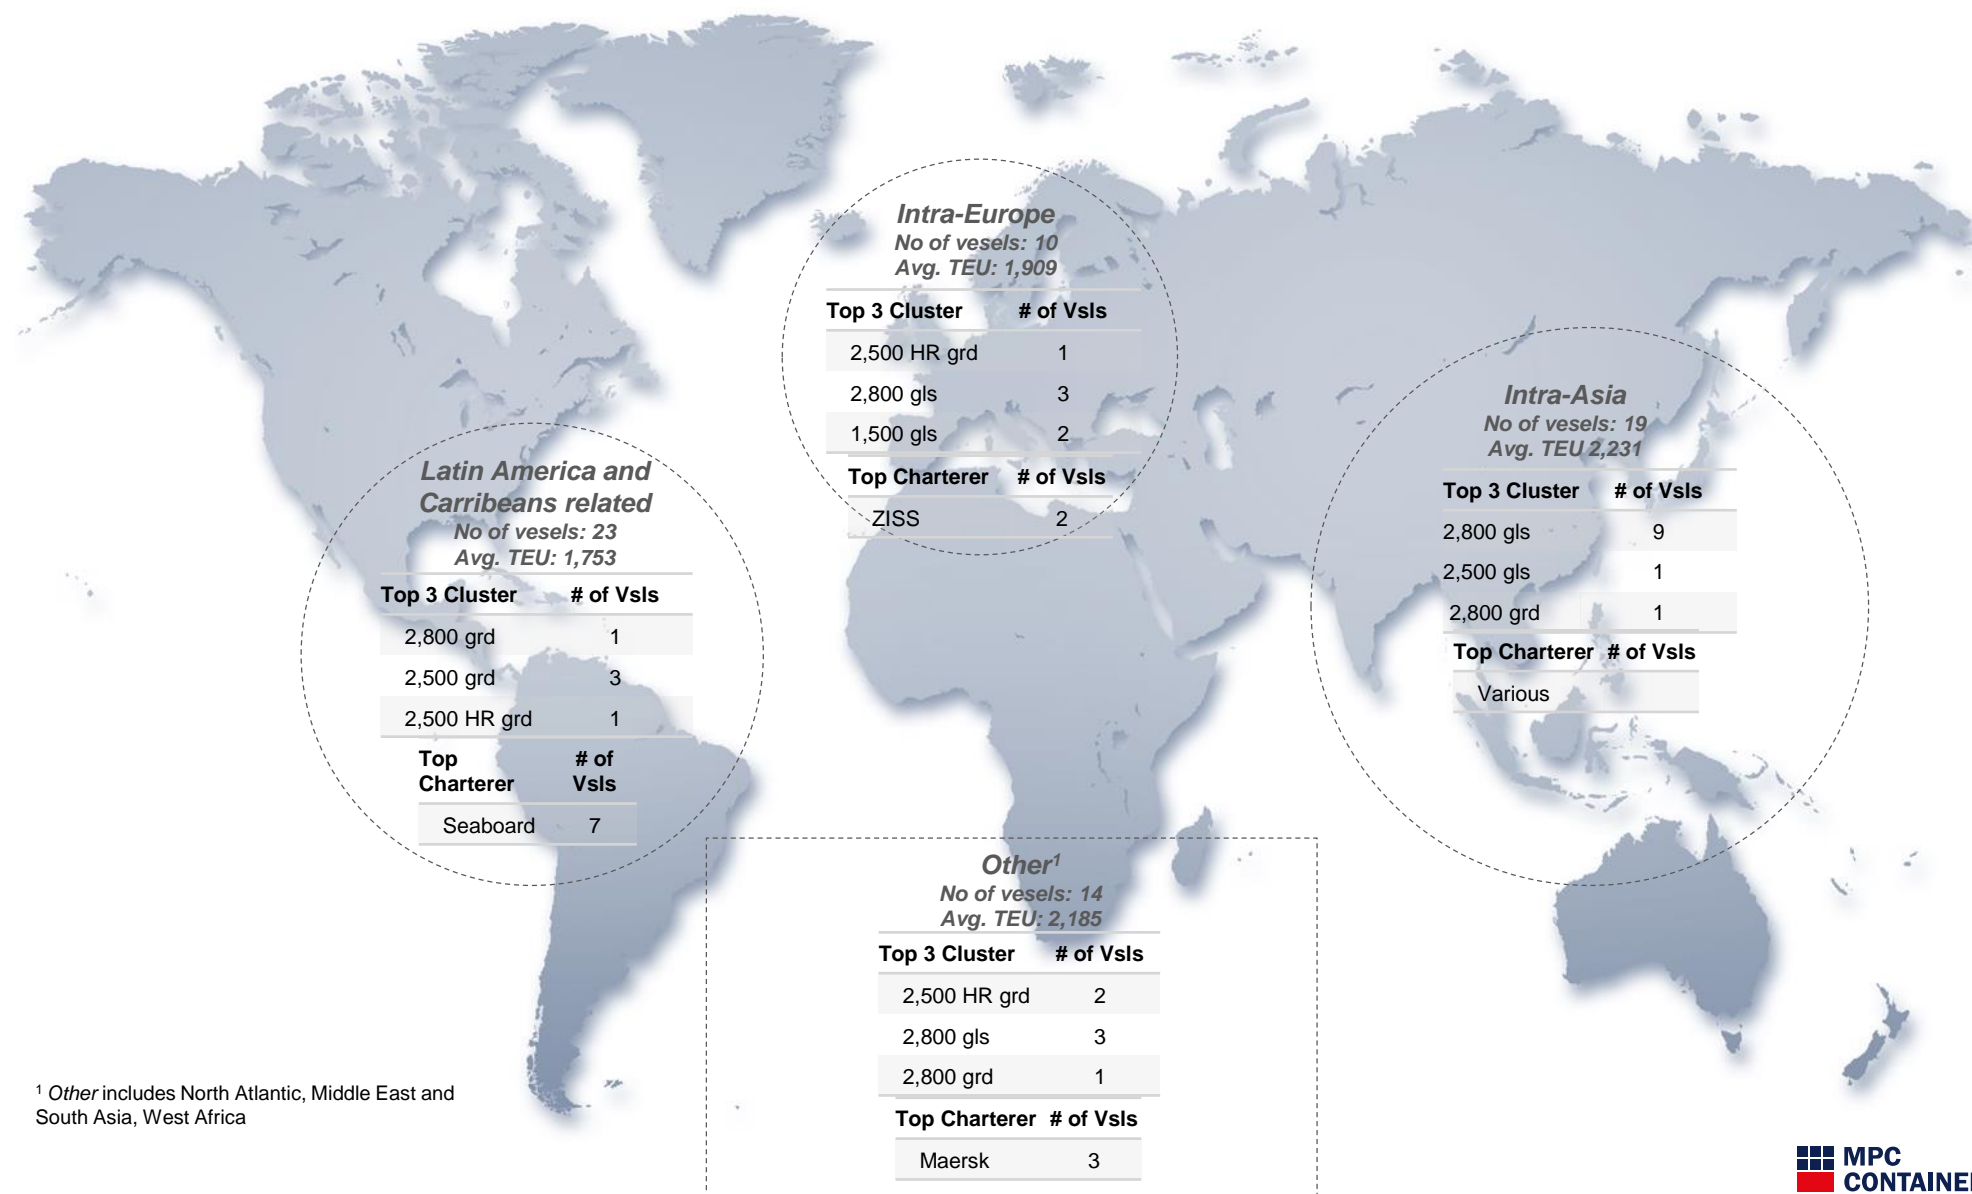 Intra-Europe
No of vesels: 10
Avg. TEU: 1,909
Top 3 Cluster # of Vsls
2,500 HR grd 1
2,800 gls 3
1,500 gls 2
Top Charterer # of Vsls
ZISS 2
Intra-Asia
No of vesels: 19
Avg. TEU 2,231
Top 3 Cluster # of Vsls
2,800 gls 9
2,500 gls 1
2,800 grd 1
Top Charterer # of Vsls
Various
Latin America and
Carribeans related
No of vesels: 23
Avg. TEU: 1,753
Top 3 Cluster # of Vsls
2,800 grd 1
2,500 grd 3
2,500 HR grd 1
Top # of
Charterer Vsls
Seaboard 7
Other¹
No of vesels: 14
Avg. TEU: 2,185
Top 3 Cluster # of Vsls
2,500 HR grd 2
2,800 gls 3
2,800 grd 1
Top Charterer # of Vsls
Maersk 3
¹ Other includes North Atlantic, Middle East and
South Asia, West Africa
MPC
CONTAINE